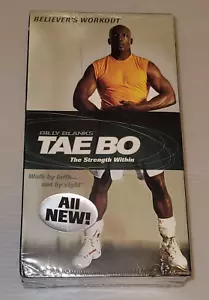 BELIEVER'S WORKOUT
BILLY BLANKS
TAE BO
The Strength Within
Walk by faith...
not by sight
All
NEW!